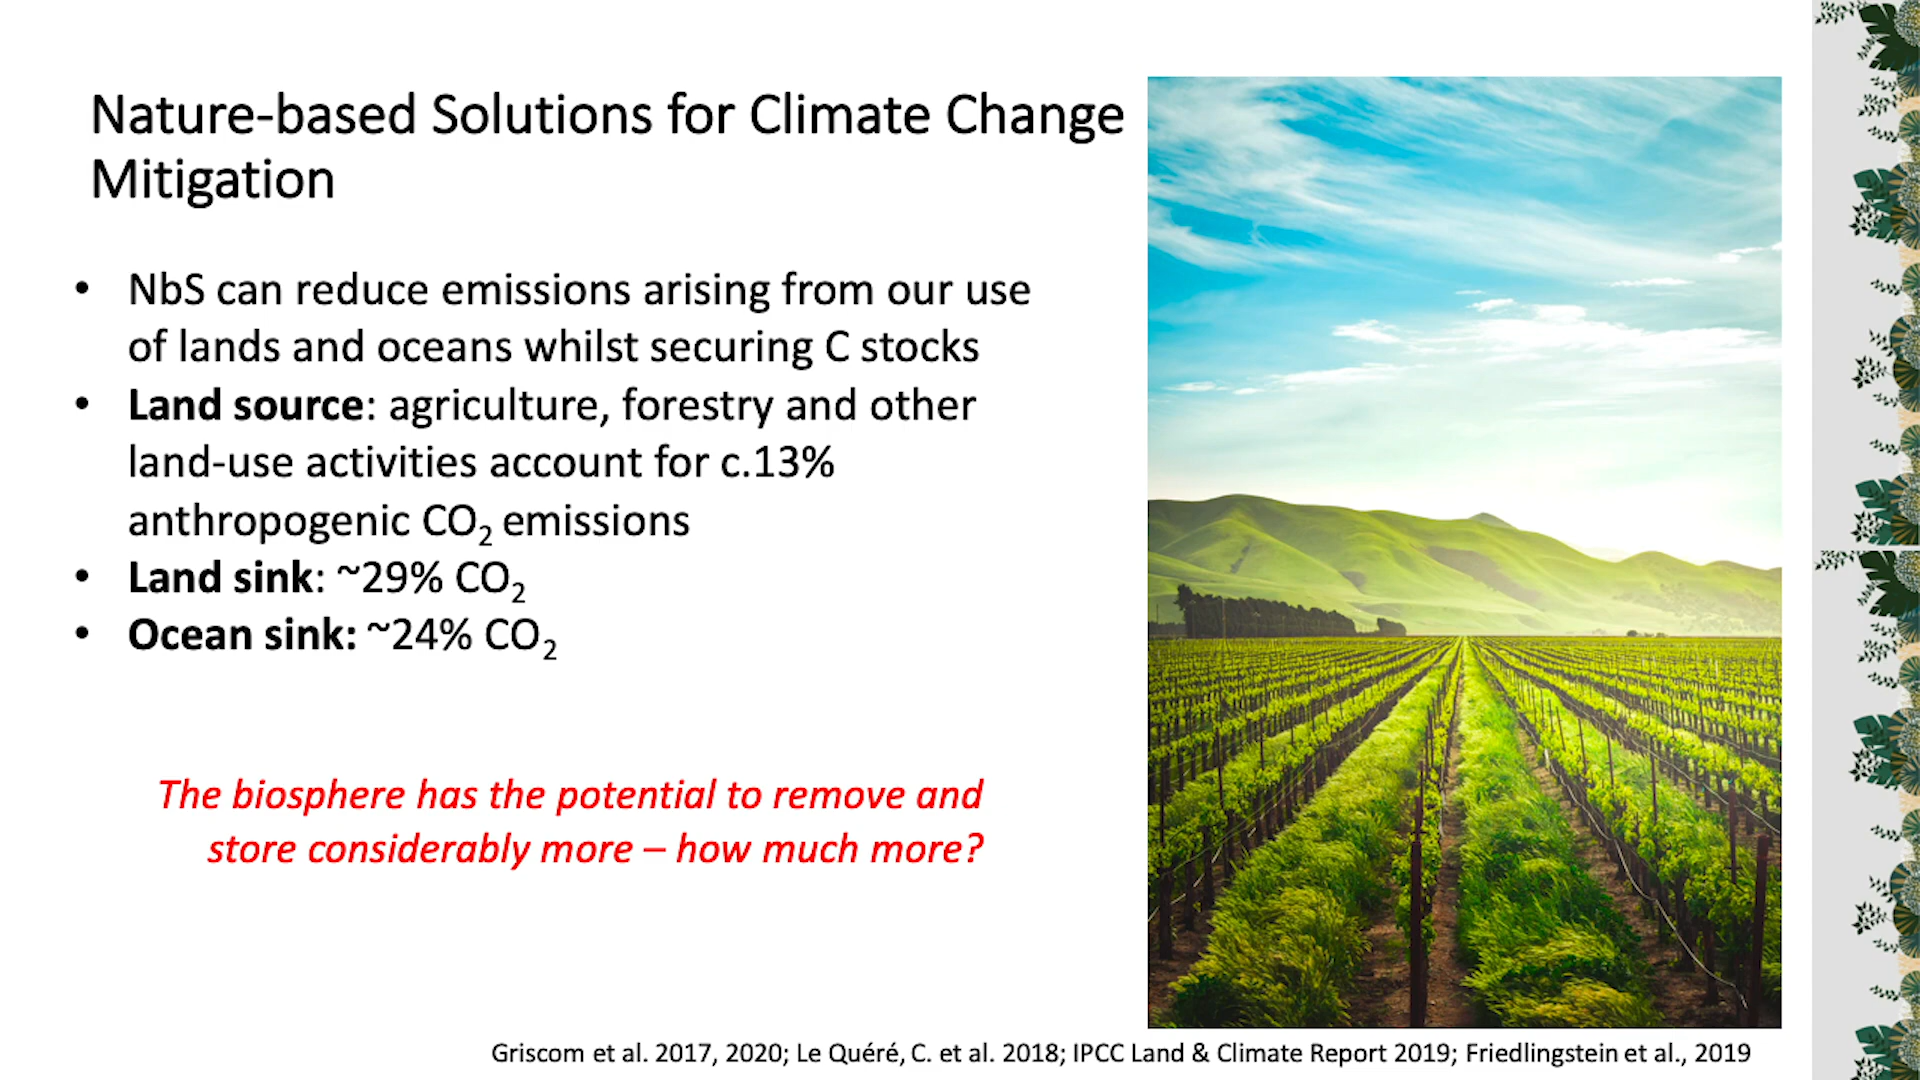 Nature-based Solutions for Climate Change
Mitigation
• NbS can reduce emissions arising from our use
of lands and oceans whilst securing C stocks
• Land source: agriculture, forestry and other
land-use activities account for c.13%
anthropogenic CO₂ emissions
• Land sink: ~29% CO₂
• Ocean sink: ~24% CO₂
The biosphere has the potential to remove and
store considerably more – how much more?
Griscom et al. 2017, 2020; Le Quéré, C. et al. 2018; IPCC Land & Climate Report 2019; Friedlingstein et al., 2019